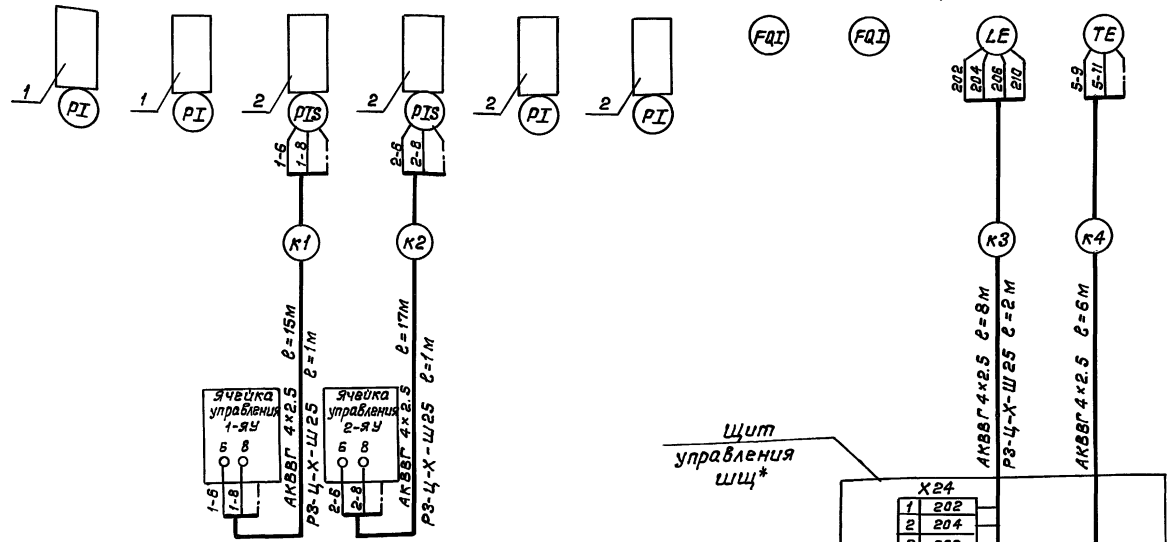 1
PI
1
PI
2
PIS
2
PIS
2
PI
2
PI
FQI
FQI
LE
TE
202
204
206
210
5-9
5-11
1-6
1-8
2-6
2-8
к1
к2
к3
к4
АКВВГ 4×2.5 ℓ=15м
РЗ-Ц-Х-Ш25 ℓ=1м
АКВВГ 4×2.5 ℓ=17м
РЗ-Ц-Х-Ш25 ℓ=1м
АКВВГ 4×2.5 ℓ=8м
РЗ-Ц-Х-Ш25 ℓ=2м
АКВВГ 4×2.5 ℓ=6м
Ячейка
управления
1-ЯУ
6 8
1-6
1-8
Ячейка
управления
2-ЯУ
6 8
2-6
2-8
Щит
управления
ШЩ*
X24
1 202
2 204